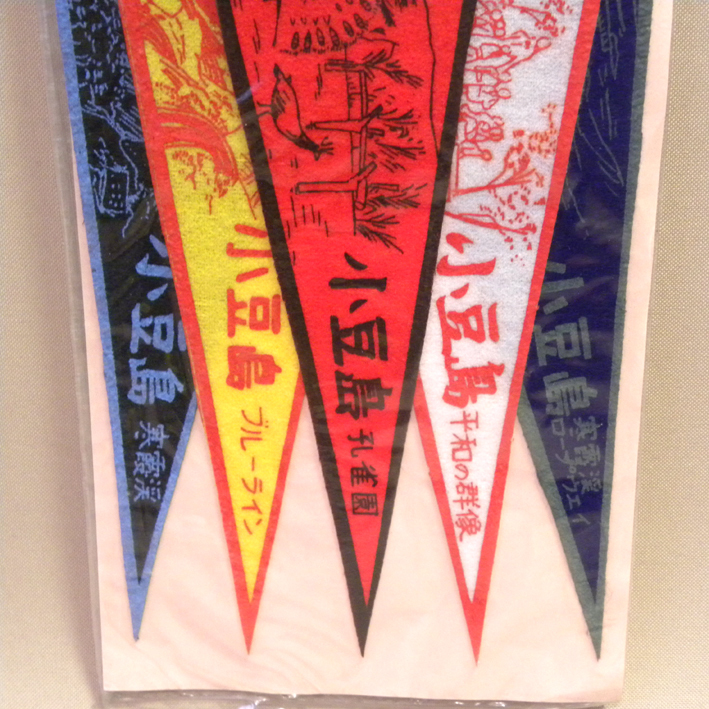 小豆島
寒霞渓
小豆島
ブルーライン
小豆島
孔雀園
小豆島
平和の群像
小豆島
寒霞渓
ロープウェイ